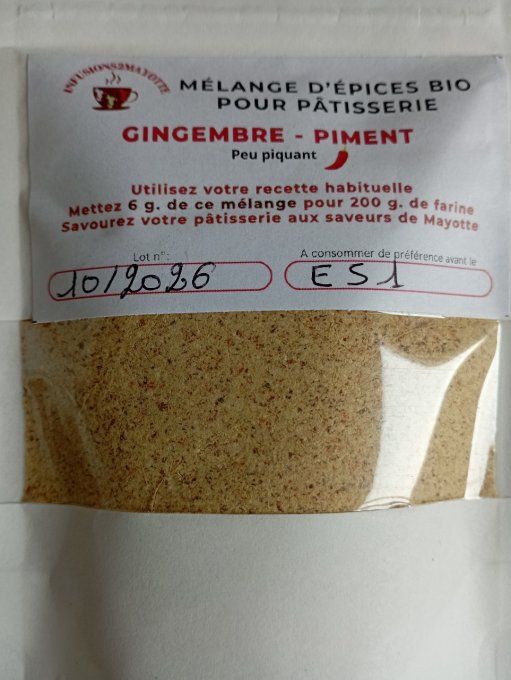 INFUSIONS2MAYOTTE
MÉLANGE D'ÉPICES BIO
POUR PÂTISSERIE
GINGEMBRE - PIMENT
Peu piquant
Utilisez votre recette habituelle
Mettez 6 g. de ce mélange pour 200 g. de farine
Savourez votre pâtisserie aux saveurs de Mayotte
Lot n°:
10/2026
A consommer de préférence avant le
ES1